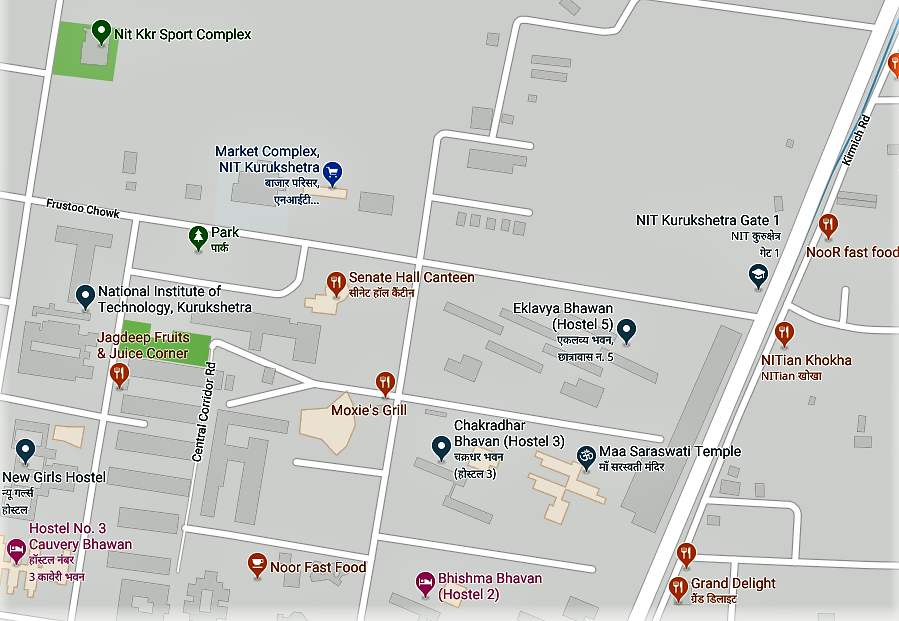 Nit Kkr Sport Complex
Kirmich Rd
Market Complex,
NIT Kurukshetra
बाजार परिसर,
एनआईटी...
Frustoo Chowk
Park
पार्क
NIT Kurukshetra Gate 1
NIT कुरुक्षेत्र
गेट 1
NooR fast food
Senate Hall Canteen
सीनेट हॉल कैंटीन
National Institute of
Technology, Kurukshetra
Eklavya Bhawan
(Hostel 5)
एकलव्य भवन,
छात्रावास न. 5
Jagdeep Fruits
& Juice Corner
NITian Khokha
NITian खोखा
Central Corridor Rd
Moxie's Grill
Chakradhar
Bhavan (Hostel 3)
चक्रधर भवन
(होस्टल 3)
Maa Saraswati Temple
माँ सरस्वती मंदिर
New Girls Hostel
न्यू गर्ल्स
होस्टल
Hostel No. 3
Cauvery Bhawan
हॉस्टल नंबर
3 कावेरी भवन
Noor Fast Food
Bhishma Bhavan
(Hostel 2)
Grand Delight
ग्रैंड डिलाइट